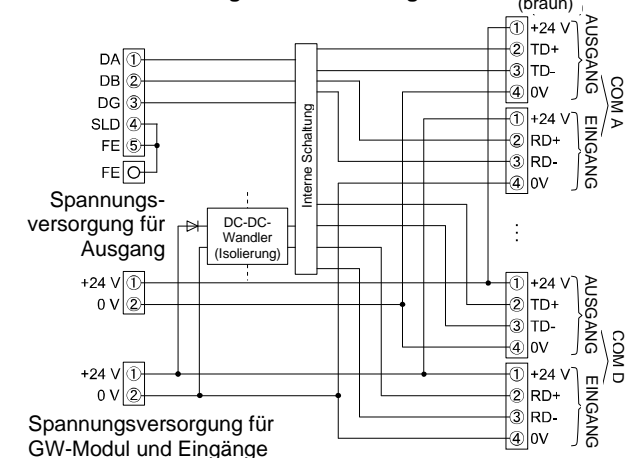 (braun)
DA ①
DB ②
DG ③
SLD ④
FE ⑤
FE
Spannungs-
versorgung für
Ausgang
+24 V ①
0 V ②
+24 V ①
0 V ②
Spannungsversorgung für
GW-Modul und Eingänge
DC-DC-
Wandler
(Isolierung)
Interne Schaltung
① +24 V
② TD+
③ TD-
④ 0V
AUSGANG
① +24 V
② RD+
③ RD-
④ 0V
EINGANG
COM A
① +24 V
② TD+
③ TD-
④ 0V
AUSGANG
① +24 V
② RD+
③ RD-
④ 0V
EINGANG
COM D